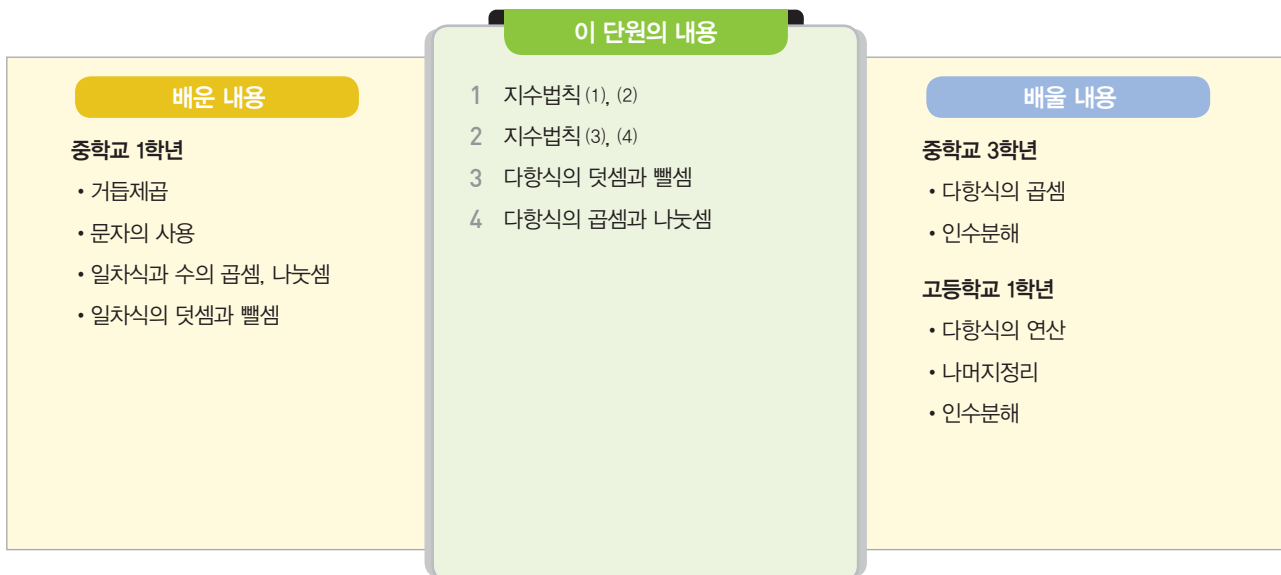 배운 내용
중학교 1학년
• 거듭제곱
• 문자의 사용
• 일차식과 수의 곱셈, 나눗셈
• 일차식의 덧셈과 뺄셈
이 단원의 내용
1 지수법칙 (1), (2)
2 지수법칙 (3), (4)
3 다항식의 덧셈과 뺄셈
4 다항식의 곱셈과 나눗셈
배울 내용
중학교 3학년
• 다항식의 곱셈
• 인수분해
고등학교 1학년
• 다항식의 연산
• 나머지정리
• 인수분해